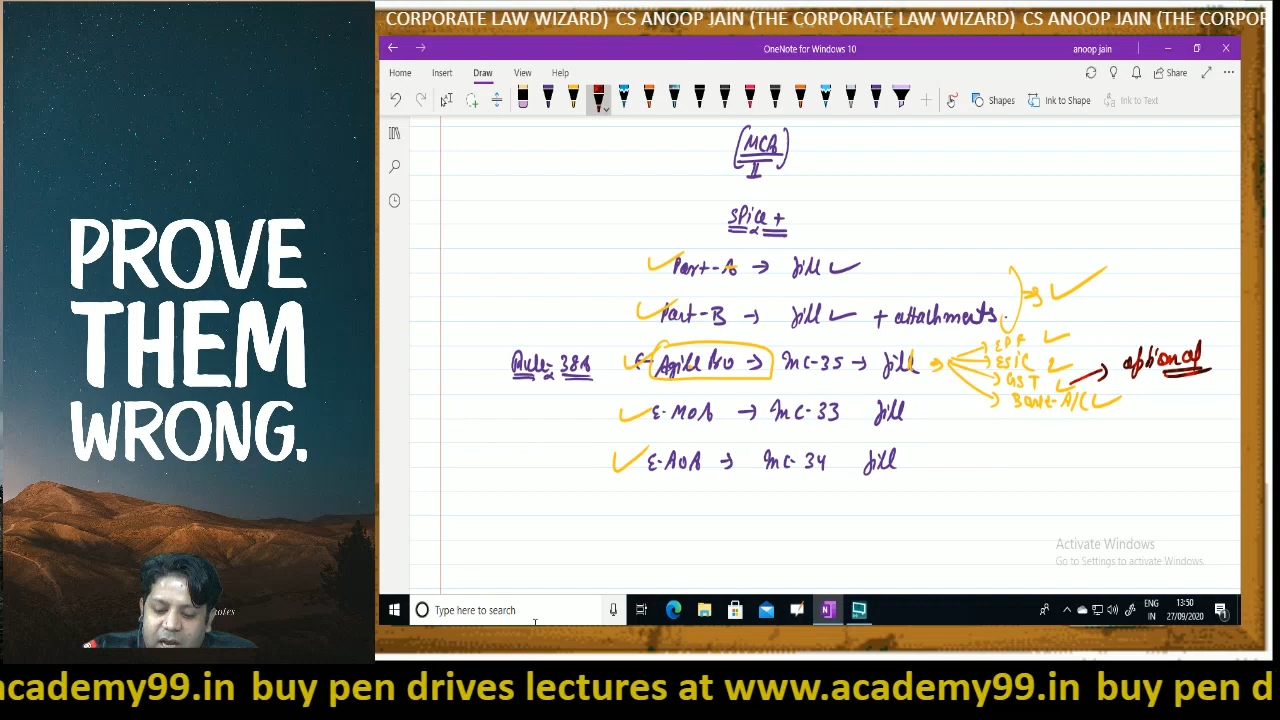 CORPORATE LAW WIZARD) CS ANOOP JAIN (THE CORPORATE LAW WIZARD) CS ANOOP JAIN (THE CORPOR
OneNote for Windows 10
anoop jain
Home Insert Draw View Help
Share
Shapes
Ink to Shape
Ink to Text
PROVE
THEM
WRONG.
(MCA)
SPice +
Part-A → fill
Part-B → fill + attachments.
Rule-38A E-Agile Pro → Inc-35 → fill
EPF
ESIC
GST → optional
Bank-A/C
E-MOA → Inc-33 fill
E-AOA → Inc-34 fill
Activate Windows
Go to Settings to activate Windows.
Type here to search
ENG
IN
13:50
27/09/2020
academy99.in buy pen drives lectures at www.academy99.in buy pen d